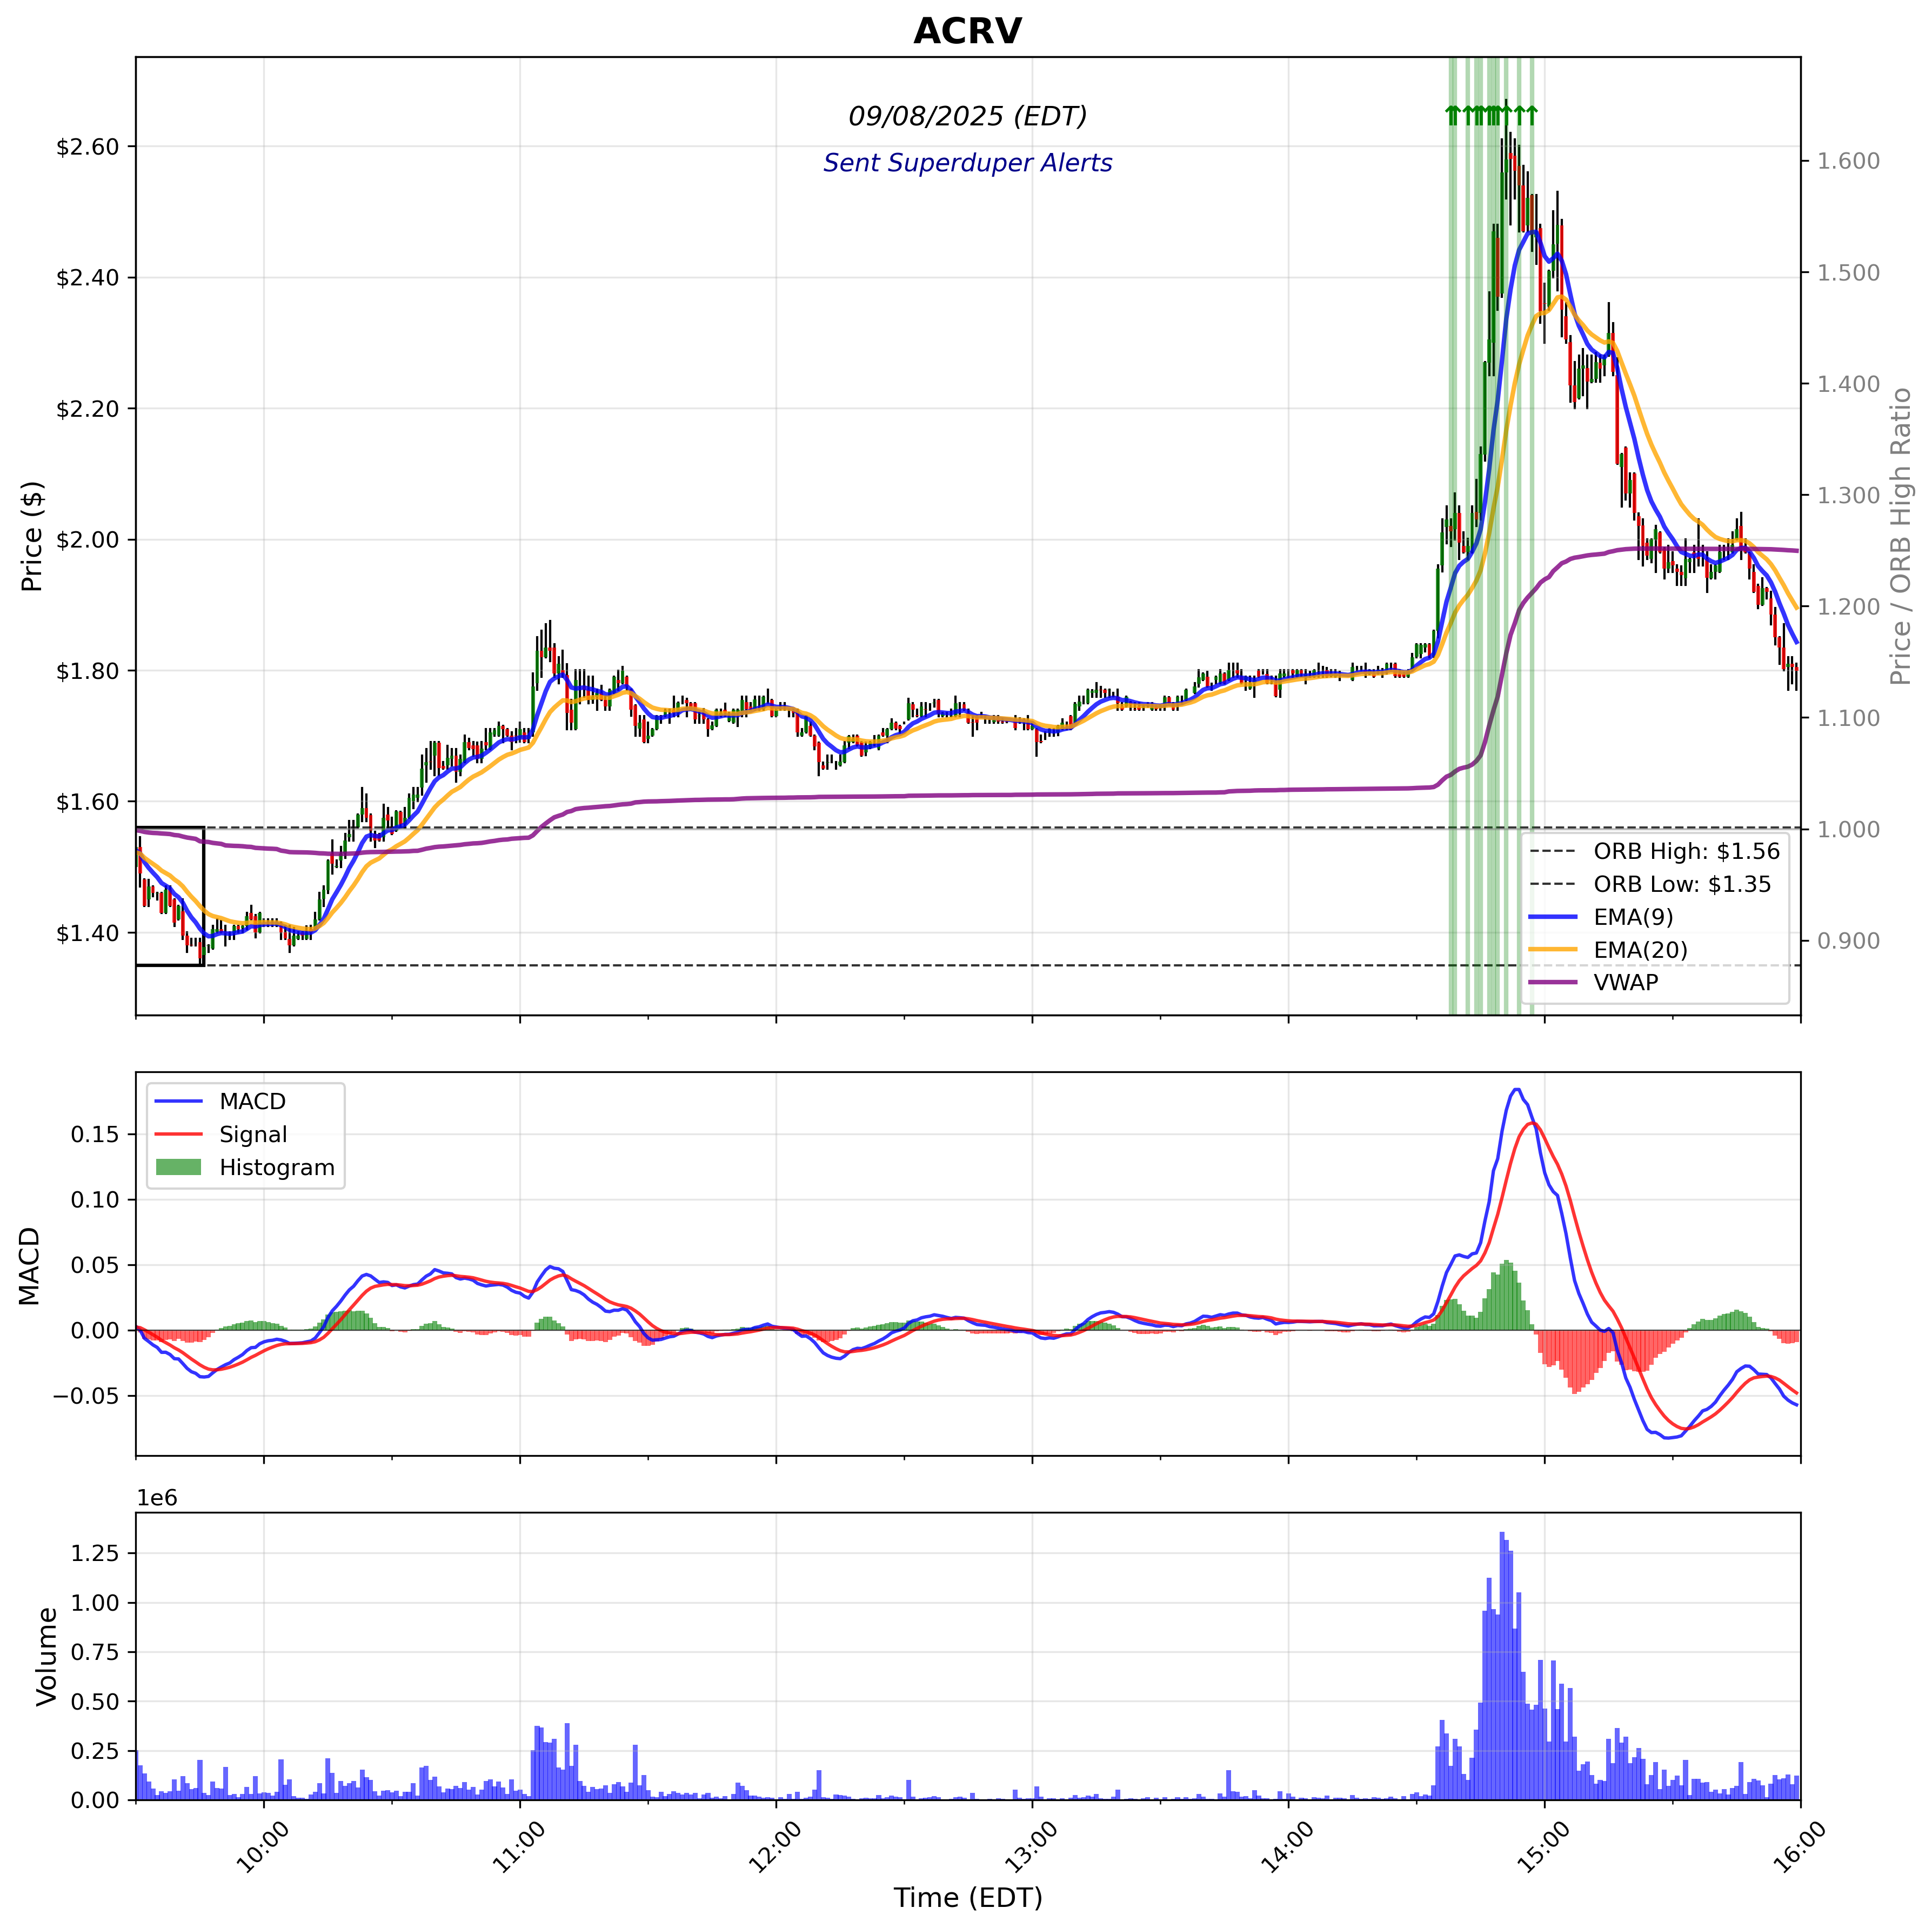 ACRV
09/08/2025 (EDT)
Sent Superduper Alerts
Price ($)
$2.60
$2.40
$2.20
$2.00
$1.80
$1.60
$1.40
Price / ORB High Ratio
1.600
1.500
1.400
1.300
1.200
1.100
1.000
0.900
ORB High: $1.56
ORB Low: $1.35
EMA(9)
EMA(20)
VWAP
MACD
0.15
0.10
0.05
0.00
−0.05
MACD
Signal
Histogram
1e6
Volume
1.25
1.00
0.75
0.50
0.25
0.00
10:00
11:00
12:00
13:00
14:00
15:00
16:00
Time (EDT)